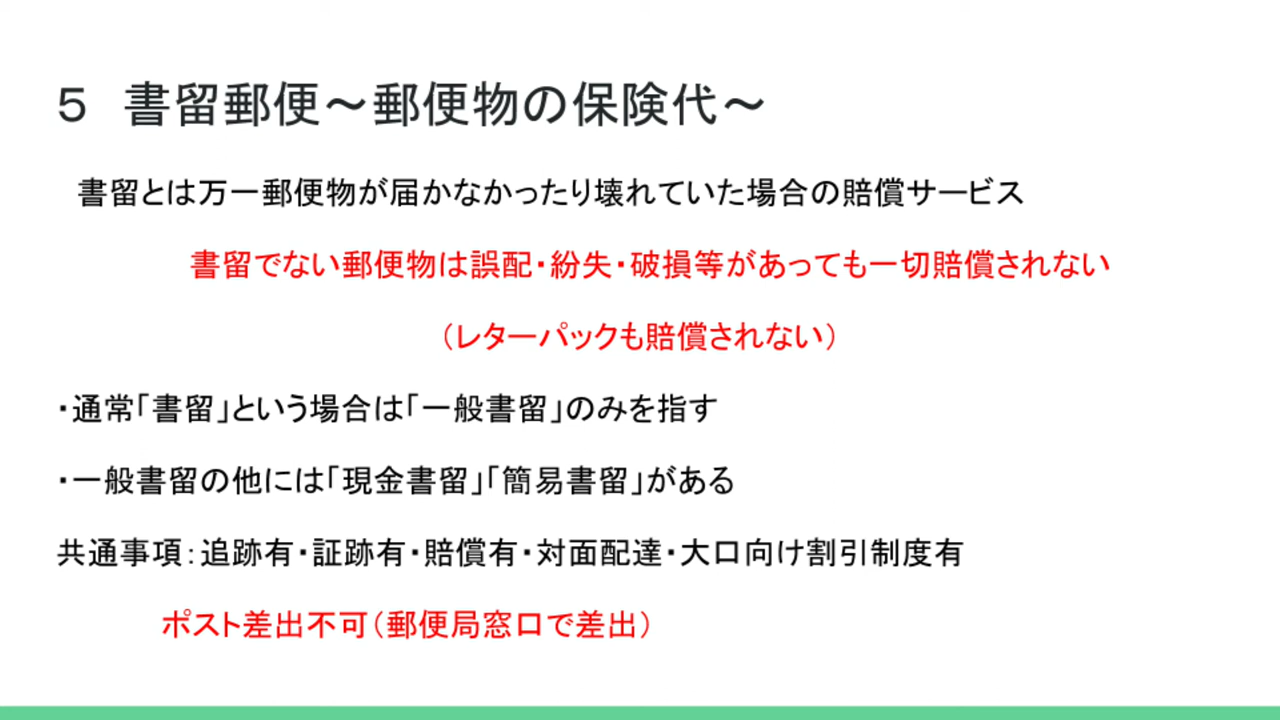 ５　書留郵便～郵便物の保険代～
書留とは万一郵便物が届かなかったり壊れていた場合の賠償サービス
書留でない郵便物は誤配・紛失・破損等があっても一切賠償されない
（レターパックも賠償されない）
・通常「書留」という場合は「一般書留」のみを指す
・一般書留の他には「現金書留」「簡易書留」がある
共通事項：追跡有・証跡有・賠償有・対面配達・大口向け割引制度有
ポスト差出不可（郵便局窓口で差出）